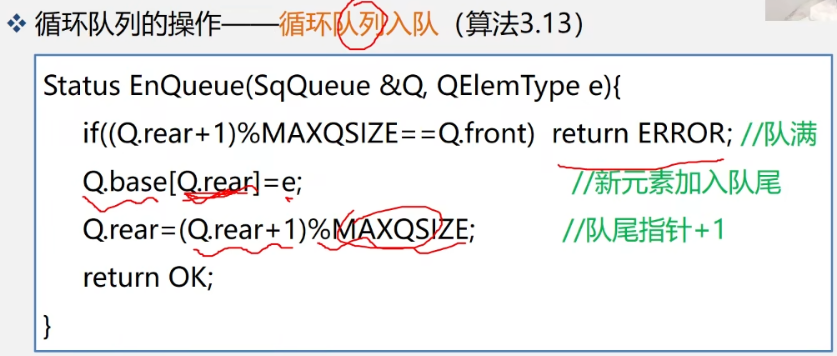 ❖ 循环队列的操作——循环队列入队（算法3.13）
Status EnQueue(SqQueue &Q, QElemType e){
if((Q.rear+1)%MAXQSIZE==Q.front) return ERROR; //队满
Q.base[Q.rear]=e; //新元素加入队尾
Q.rear=(Q.rear+1)%MAXQSIZE; //队尾指针+1
return OK;
}